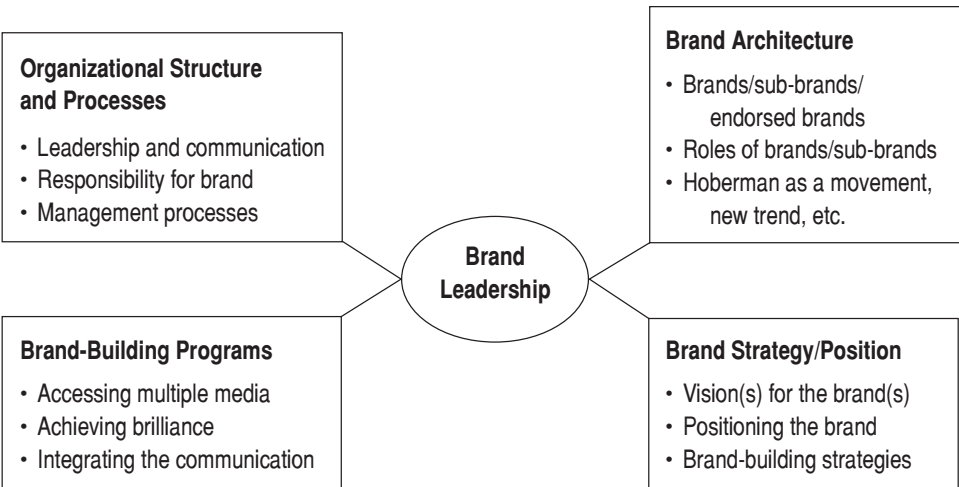 Organizational Structure
and Processes
• Leadership and communication
• Responsibility for brand
• Management processes
Brand Architecture
• Brands/sub-brands/
endorsed brands
• Roles of brands/sub-brands
• Hoberman as a movement,
new trend, etc.
Brand
Leadership
Brand-Building Programs
• Accessing multiple media
• Achieving brilliance
• Integrating the communication
Brand Strategy/Position
• Vision(s) for the brand(s)
• Positioning the brand
• Brand-building strategies